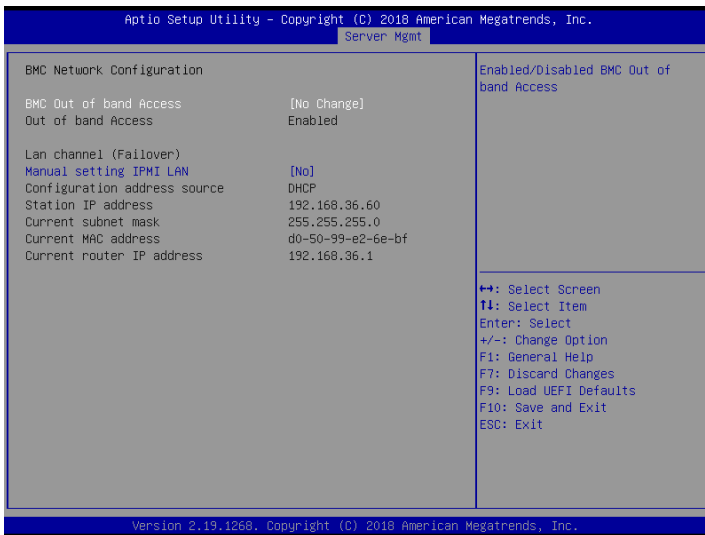 Aptio Setup Utility – Copyright (C) 2018 American Megatrends, Inc.
Server Mgmt
BMC Network Configuration
BMC Out of band Access [No Change]
Out of band Access Enabled
Lan channel (Failover)
Manual setting IPMI LAN [No]
Configuration address source DHCP
Station IP address 192.168.36.60
Current subnet mask 255.255.255.0
Current MAC address d0-50-99-e2-6e-bf
Current router IP address 192.168.36.1
Enabled/Disabled BMC Out of
band Access
↔: Select Screen
↑↓: Select Item
Enter: Select
+/-: Change Option
F1: General Help
F7: Discard Changes
F9: Load UEFI Defaults
F10: Save and Exit
ESC: Exit
Version 2.19.1268. Copyright (C) 2018 American Megatrends, Inc.